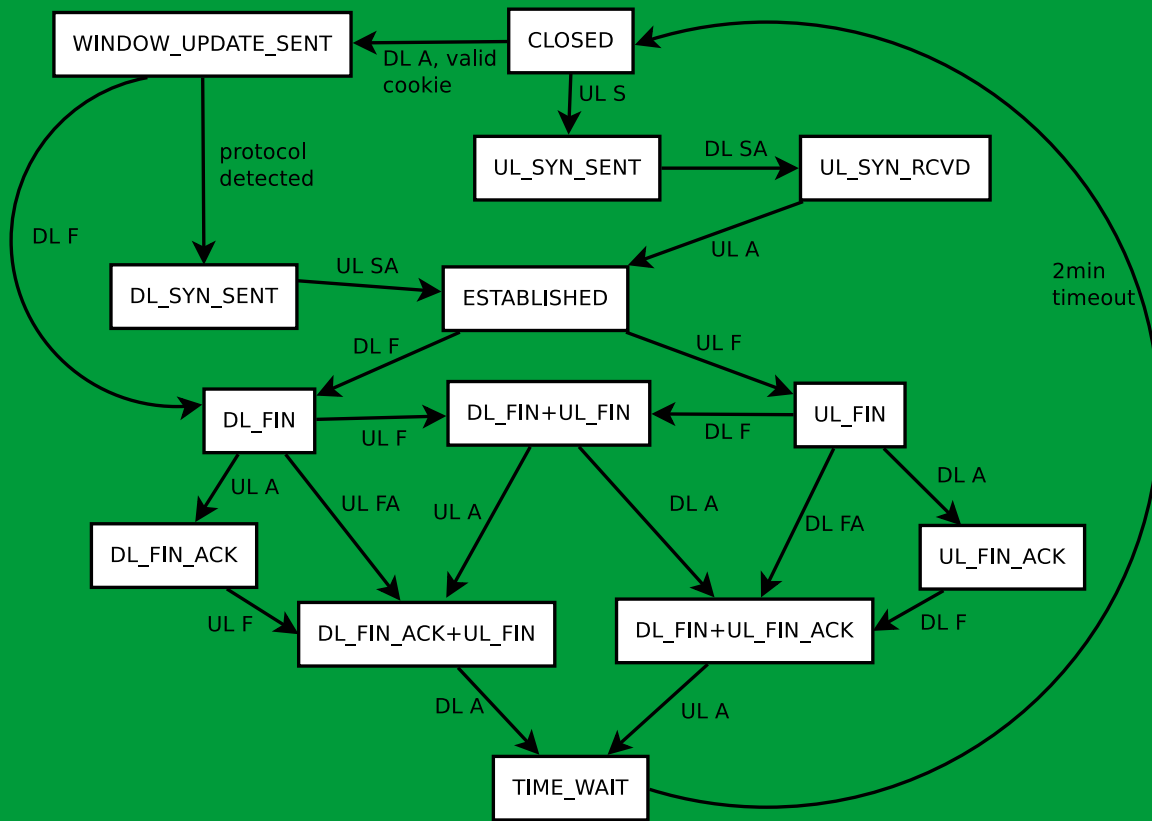 WINDOW_UPDATE_SENT
CLOSED
DL A, valid
cookie
UL S
UL_SYN_SENT
DL SA
UL_SYN_RCVD
protocol
detected
DL F
UL A
2min
timeout
DL_SYN_SENT
UL SA
ESTABLISHED
DL F
UL F
DL_FIN
UL F
DL_FIN+UL_FIN
DL F
UL_FIN
UL A
UL FA
UL A
DL A
DL FA
DL A
DL_FIN_ACK
UL_FIN_ACK
UL F
DL_FIN_ACK+UL_FIN
DL_FIN+UL_FIN_ACK
DL F
DL A
UL A
TIME_WAIT